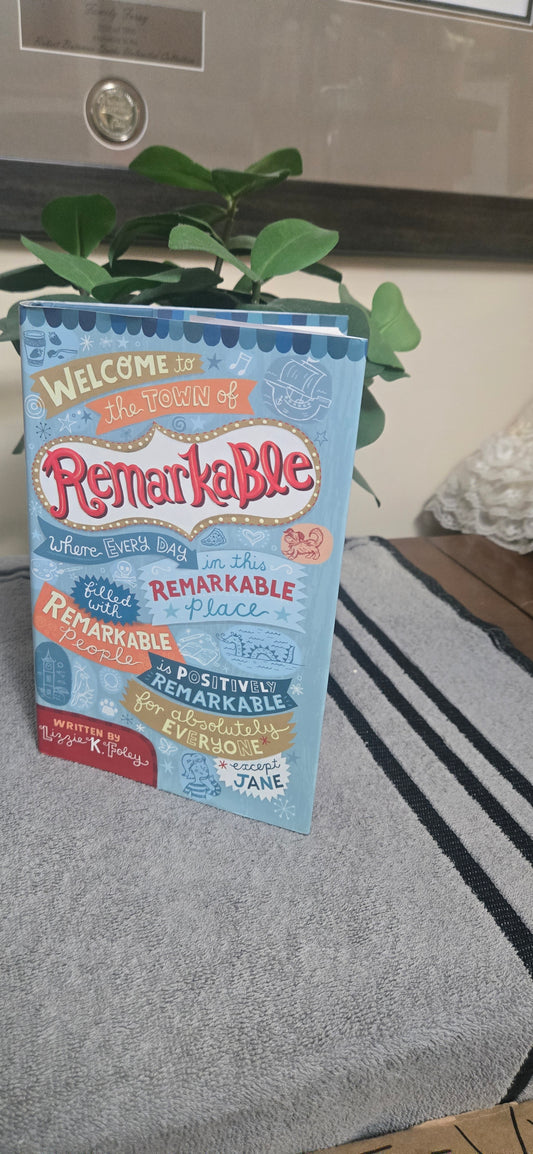 WELCOME to
the TOWN of
RemarkaBle
where EVERY DAY
in this
REMARKABLE
place
filled
with
REMARKABLE
people
is POSITIVELY
REMARKABLE
for absolutely
EVERYONE*
*except
JANE
WRITTEN BY
Lizzie K. Foley